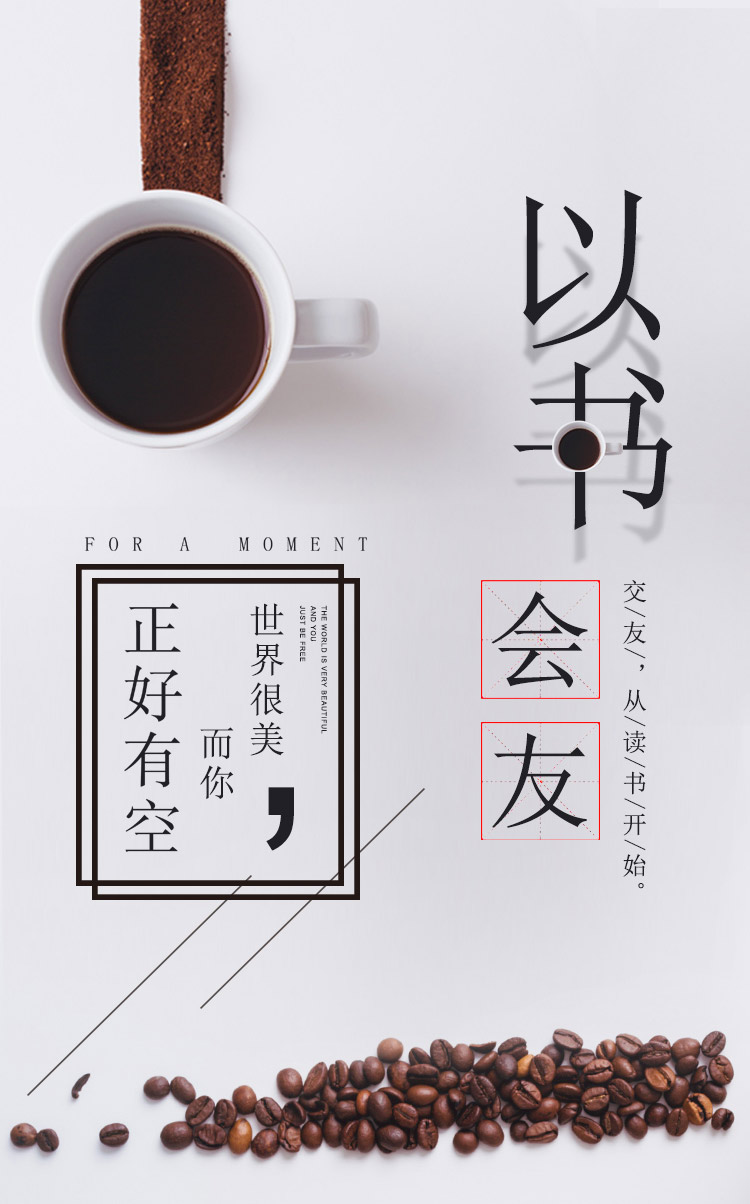 以书
会友
交/友/，从/读/书/开/始。
FOR A MOMENT
THE WORLD IS VERY BEAUTIFUL
AND YOU
JUST BE FREE
世界很美，
而你
正好有空